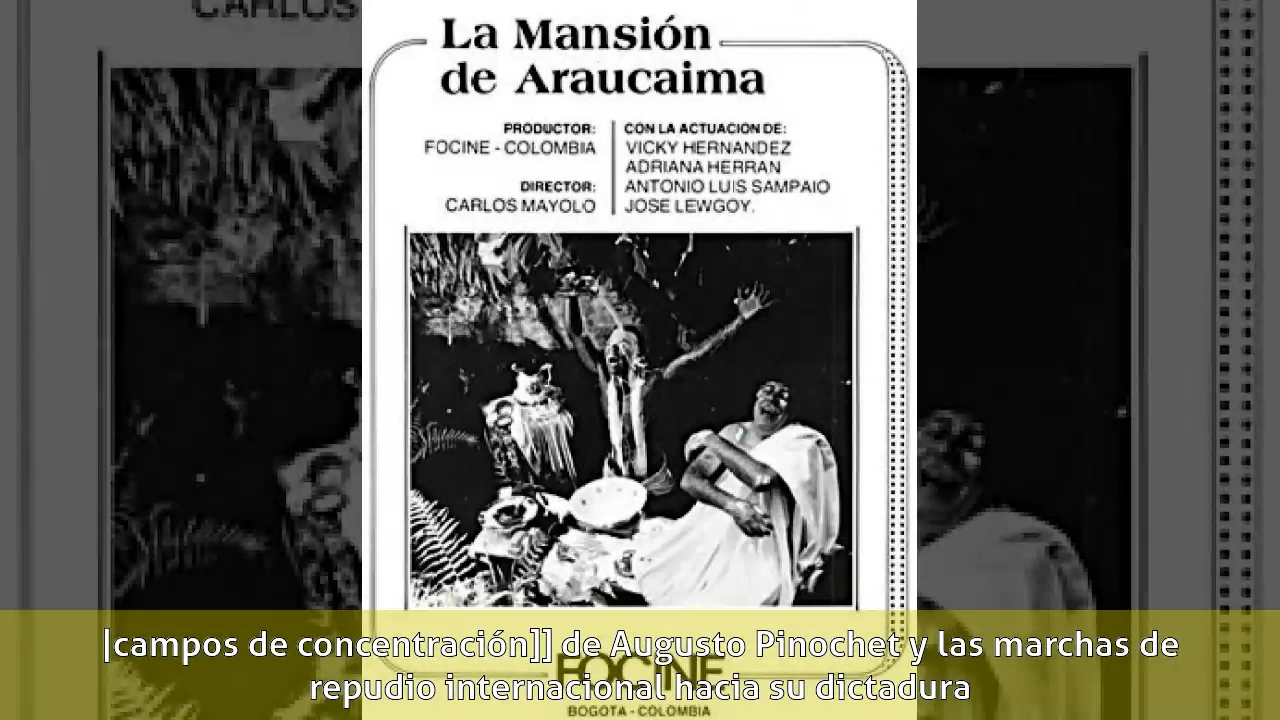 La Mansión
de Araucaima
PRODUCTOR:
FOCINE - COLOMBIA
DIRECTOR:
CARLOS MAYOLO
CON LA ACTUACION DE:
VICKY HERNANDEZ
ADRIANA HERRAN
ANTONIO LUIS SAMPAIO
JOSE LEWGOY.
|campos de concentración]] de Augusto Pinochet y las marchas de
repudio internacional hacia su dictadura
FOCINE
BOGOTA - COLOMBIA